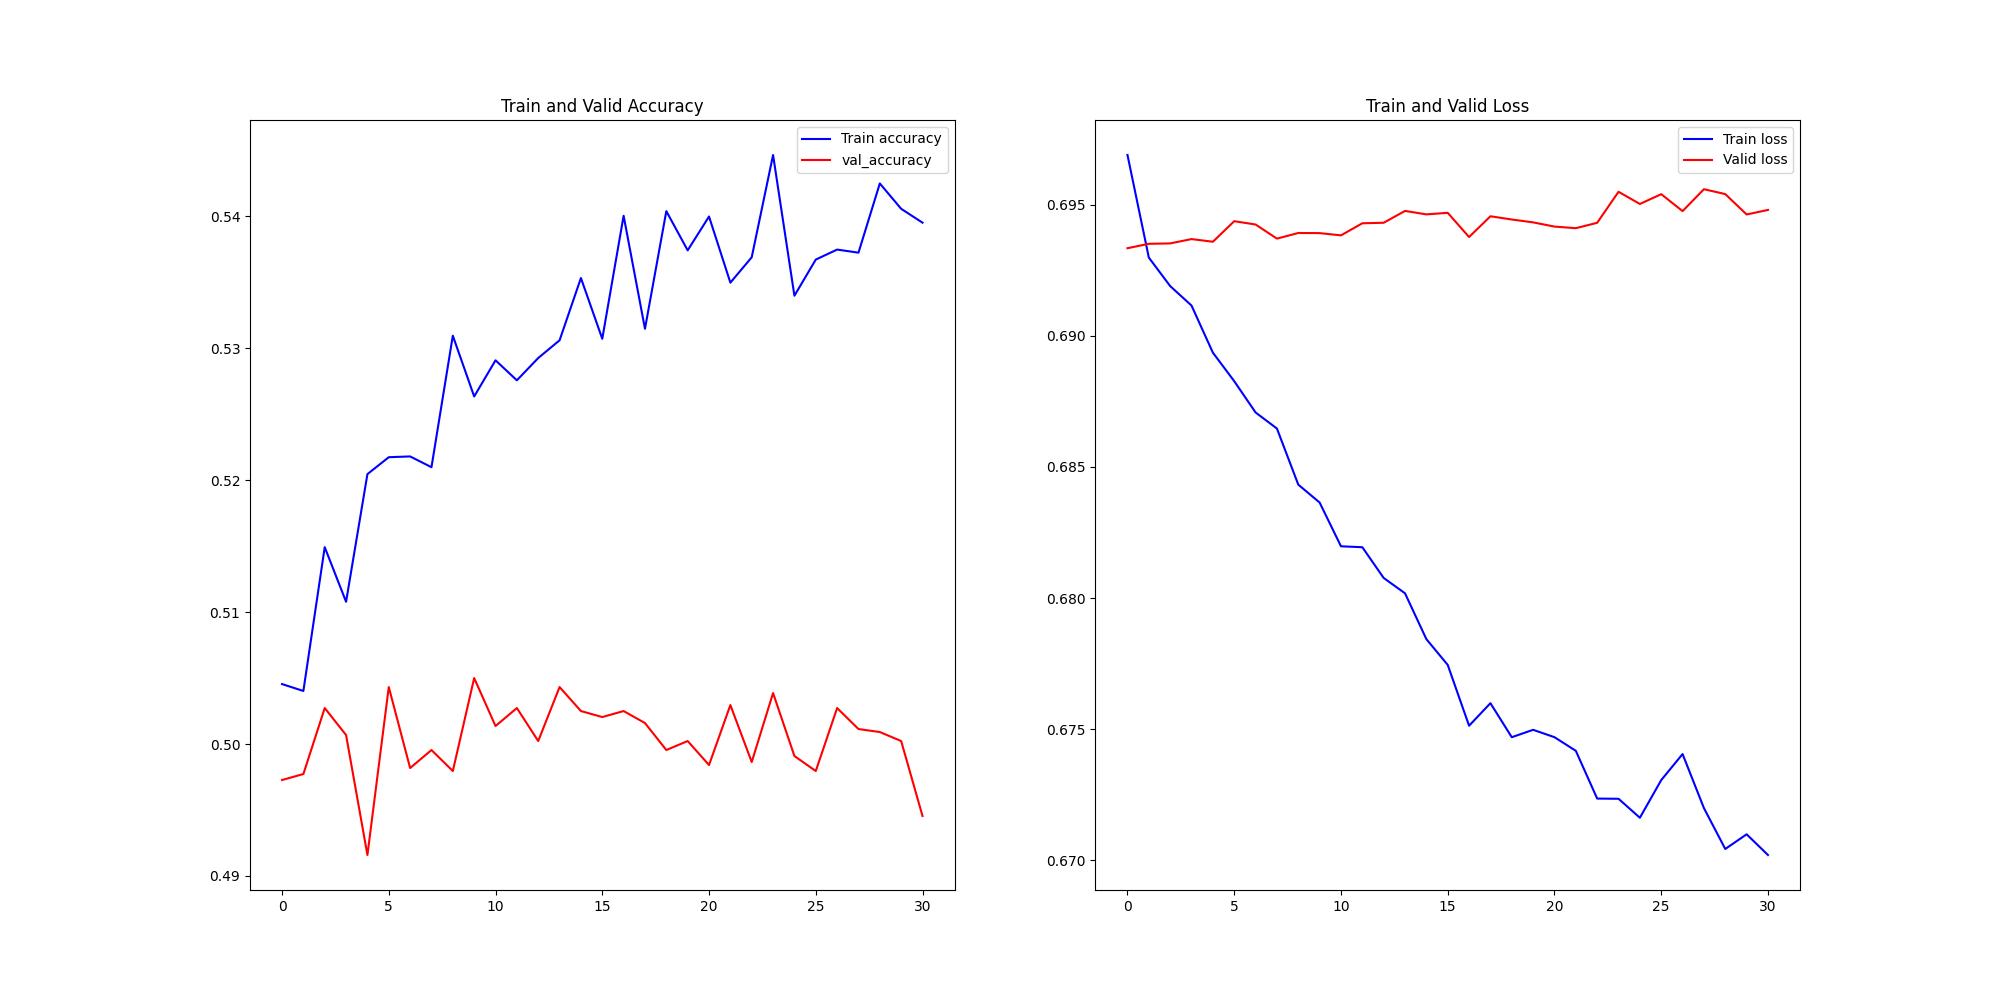 Train and Valid Accuracy
Train accuracy
val_accuracy
0.54
0.53
0.52
0.51
0.50
0.49
0 5 10 15 20 25 30
Train and Valid Loss
Train loss
Valid loss
0.695
0.690
0.685
0.680
0.675
0.670
0 5 10 15 20 25 30